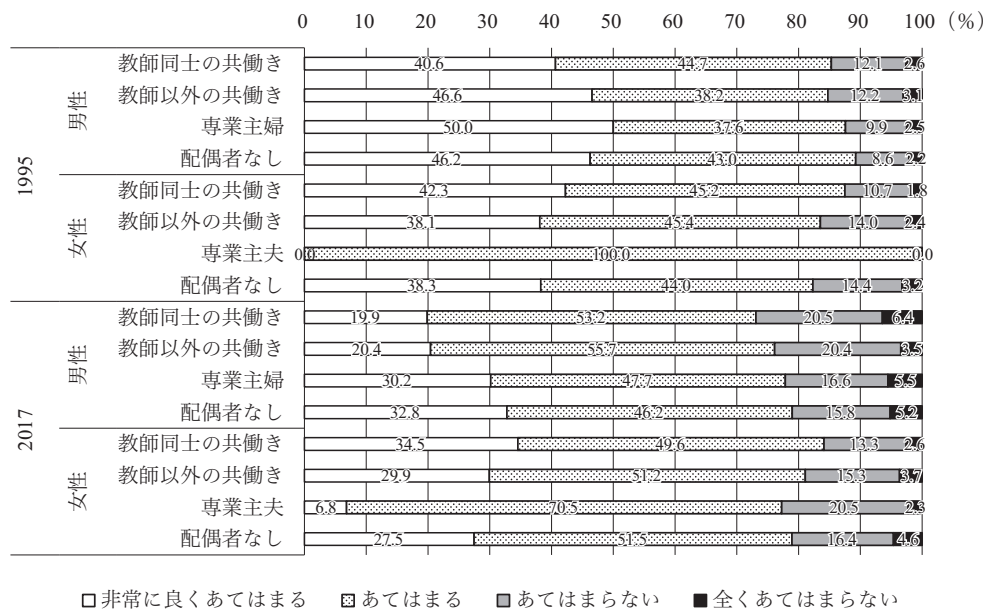 0 10 20 30 40 50 60 70 80 90 100 (%)
1995
男性
教師同士の共働き 40.6 44.7 12.1 2.6
教師以外の共働き 46.6 38.2 12.2 3.1
専業主婦 50.0 37.6 9.9 2.5
配偶者なし 46.2 43.0 8.6 2.2
女性
教師同士の共働き 42.3 45.2 10.7 1.8
教師以外の共働き 38.1 45.4 14.0 2.4
専業主夫 0.0 100.0 0.0
配偶者なし 38.3 44.0 14.4 3.2
2017
男性
教師同士の共働き 19.9 53.2 20.5 6.4
教師以外の共働き 20.4 55.7 20.4 3.5
専業主婦 30.2 47.7 16.6 5.5
配偶者なし 32.8 46.2 15.8 5.2
女性
教師同士の共働き 34.5 49.6 13.3 2.6
教師以外の共働き 29.9 51.2 15.3 3.7
専業主夫 6.8 70.5 20.5 2.3
配偶者なし 27.5 51.5 16.4 4.6
非常に良くあてはまる あてはまる あてはまらない 全くあてはまらない